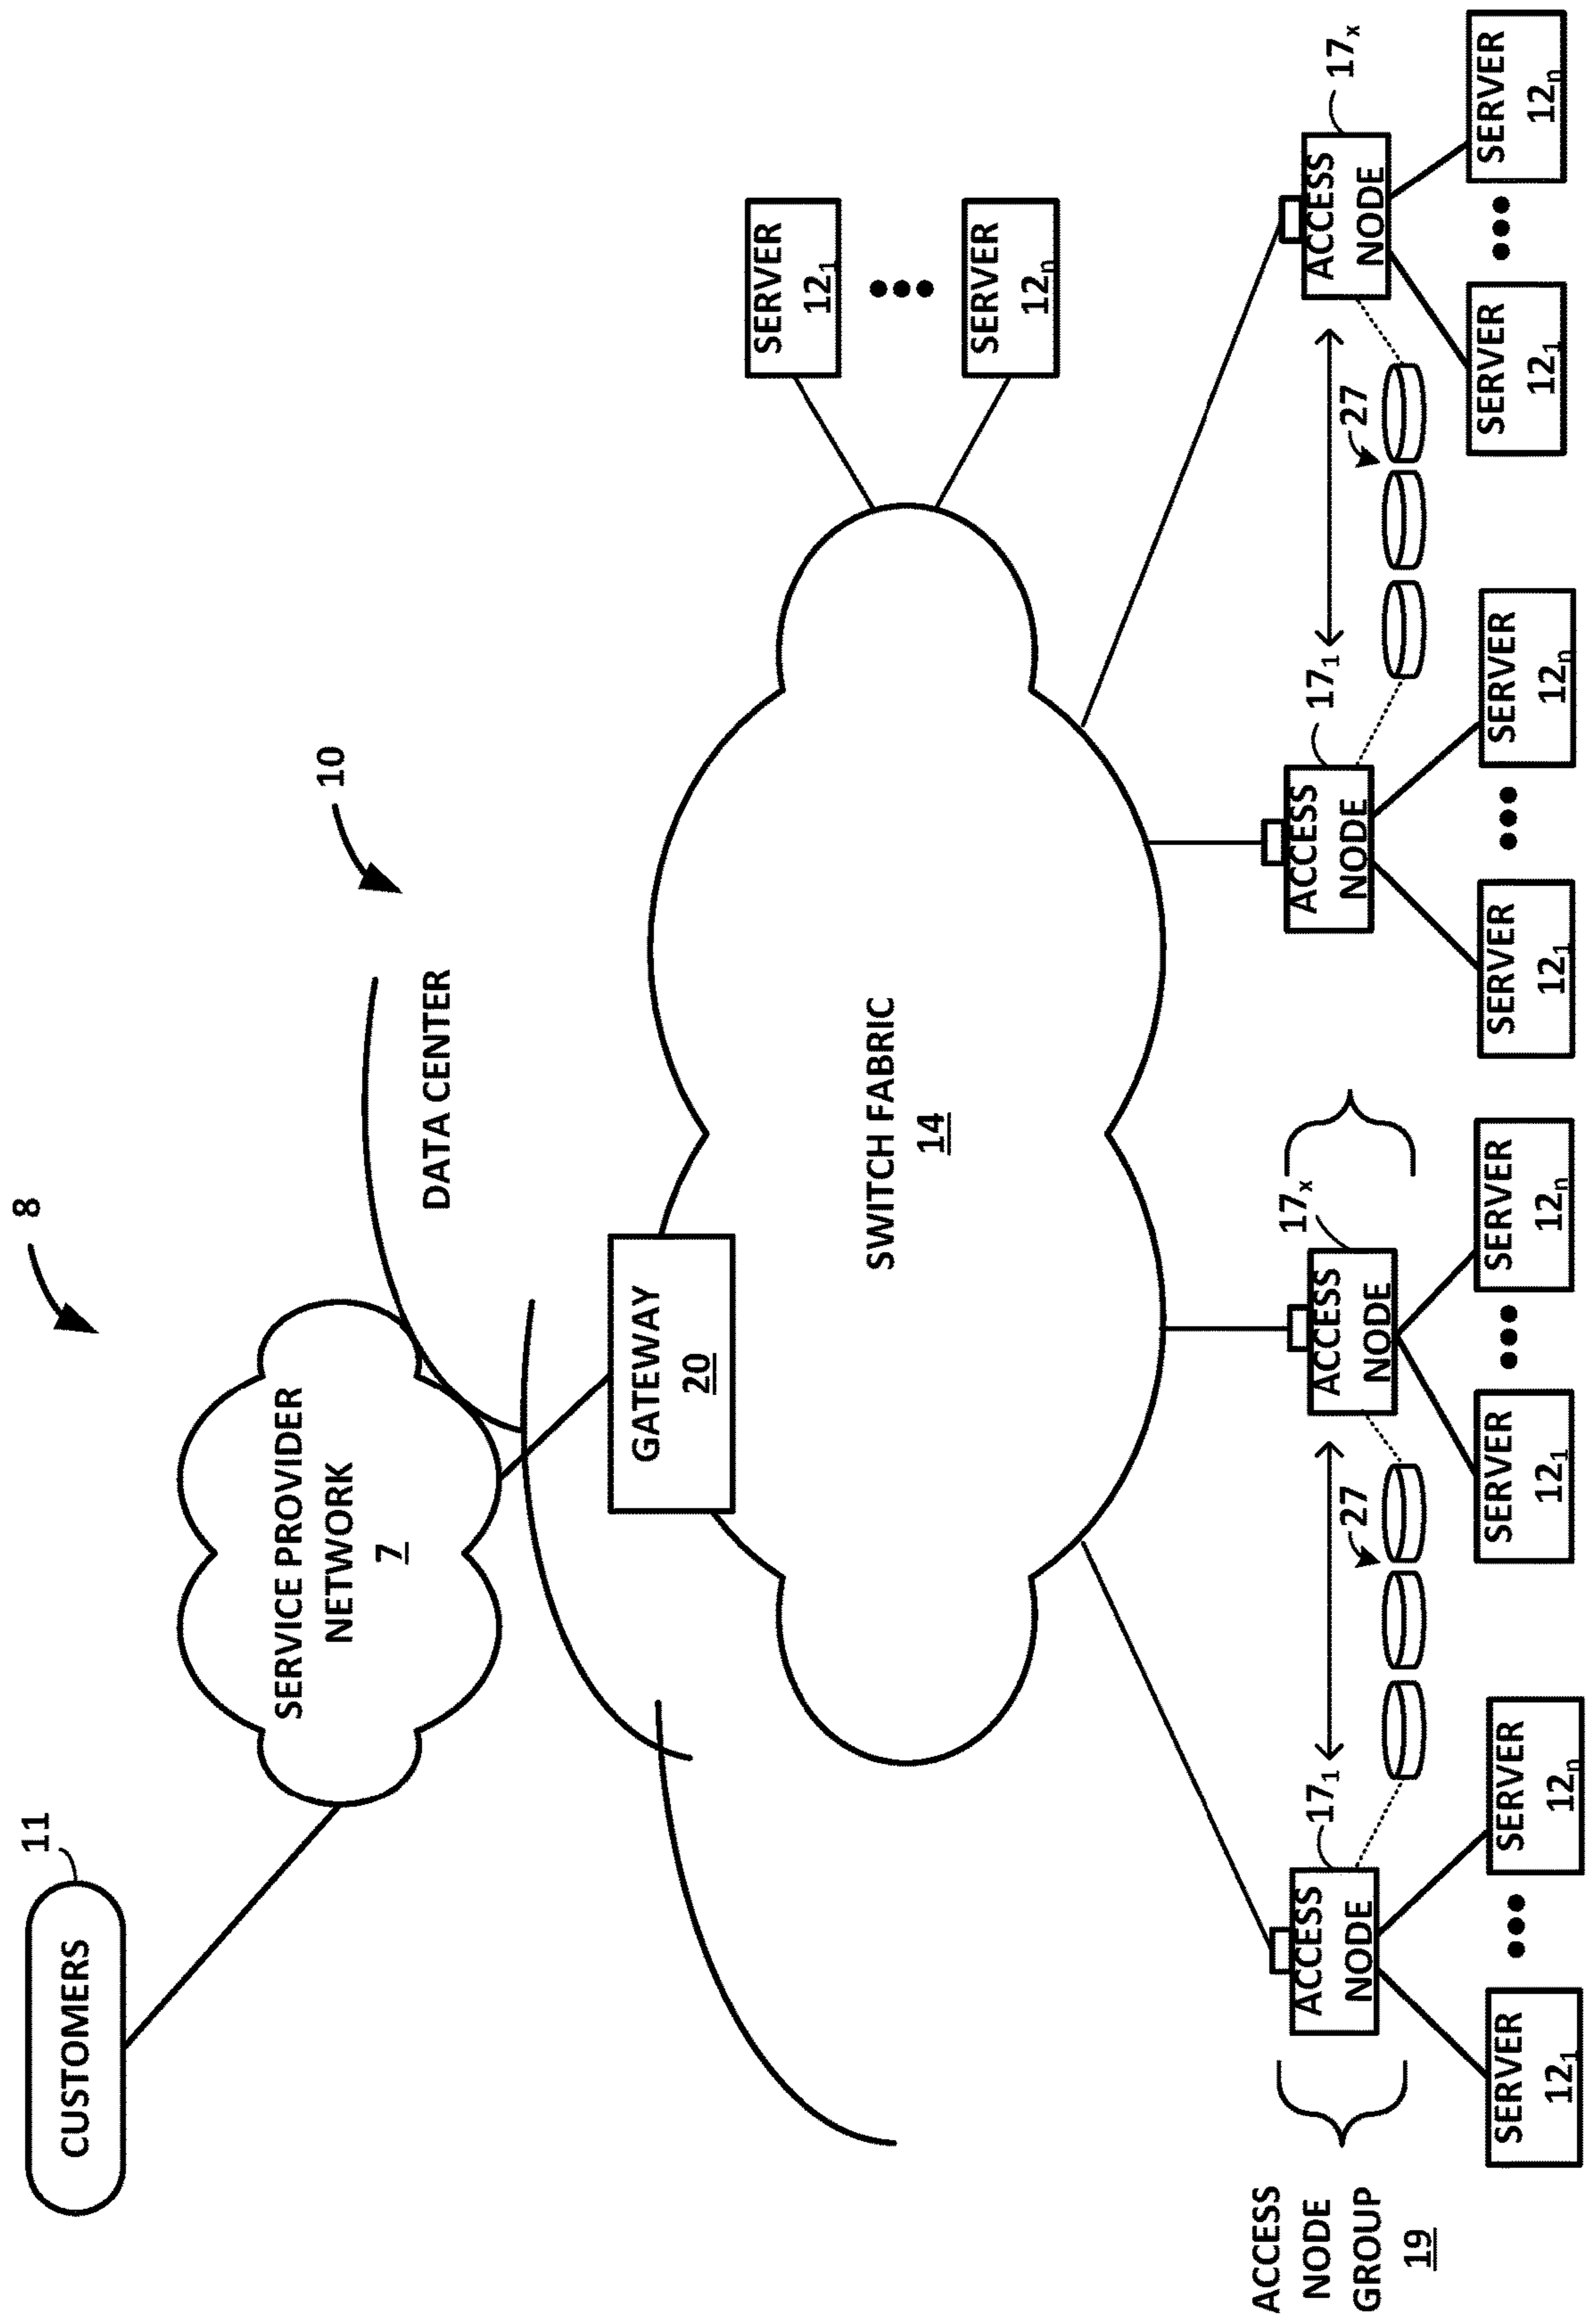 8
CUSTOMERS
11
SERVICE PROVIDER
NETWORK
7
10
DATA CENTER
GATEWAY
20
SWITCH FABRIC
14
SERVER
12₁
SERVER
12ₙ
ACCESS
NODE
GROUP
19
ACCESS
NODE
17₁
27
ACCESS
NODE
17ₓ
ACCESS
NODE
17₁
27
ACCESS
NODE
17ₓ
SERVER
12₁
SERVER
12ₙ
SERVER
12₁
SERVER
12ₙ
SERVER
12₁
SERVER
12ₙ
SERVER
12₁
SERVER
12ₙ